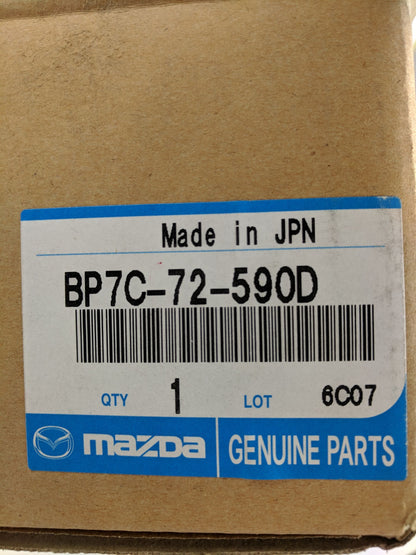 Made in JPN
BP7C-72-590D
QTY 1 LOT 6C07
mazda GENUINE PARTS